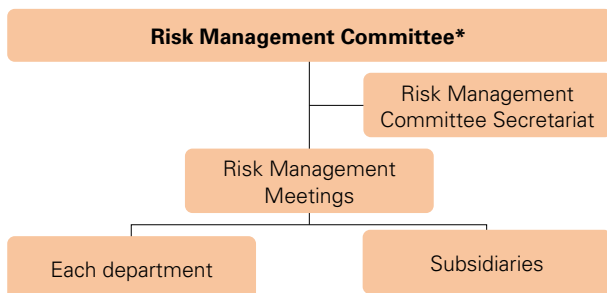 Risk Management Committee*
Risk Management
Committee Secretariat
Risk Management
Meetings
Each department
Subsidiaries